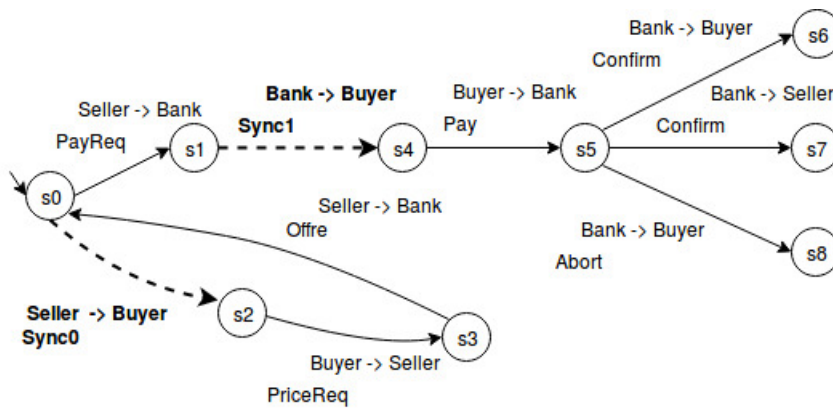 Bank -> Buyer
s6
Confirm
Seller -> Bank
Bank -> Buyer
Buyer -> Bank
Bank -> Seller
PayReq
Sync1
Pay
Confirm
s1
s4
s5
s7
s0
Seller -> Bank
Offre
Bank -> Buyer
Abort
s8
Seller -> Buyer
Sync0
s2
s3
Buyer -> Seller
PriceReq